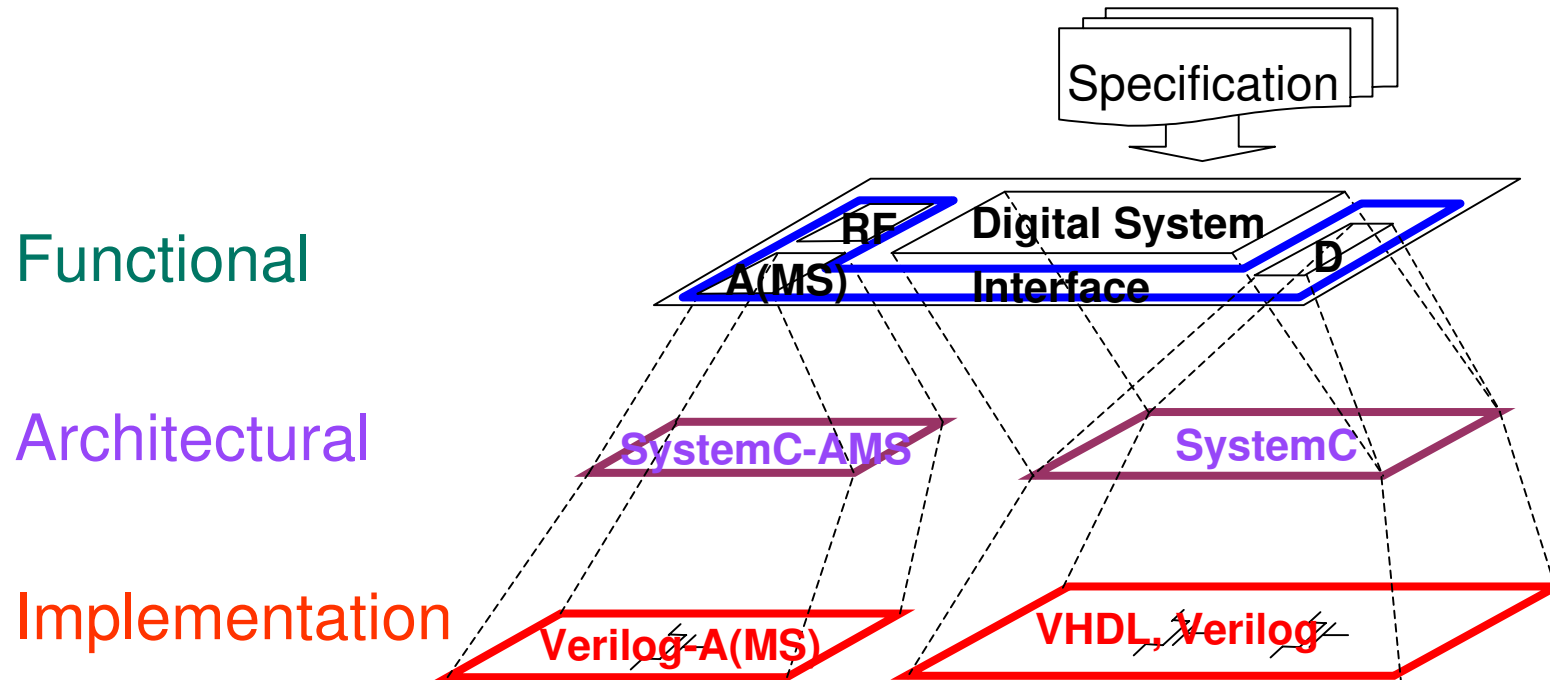 Specification
RF
Digital System
D
Functional
A(MS)
Interface
Architectural
SystemC-AMS
SystemC
Implementation
Verilog-A(MS)
VHDL, Verilog